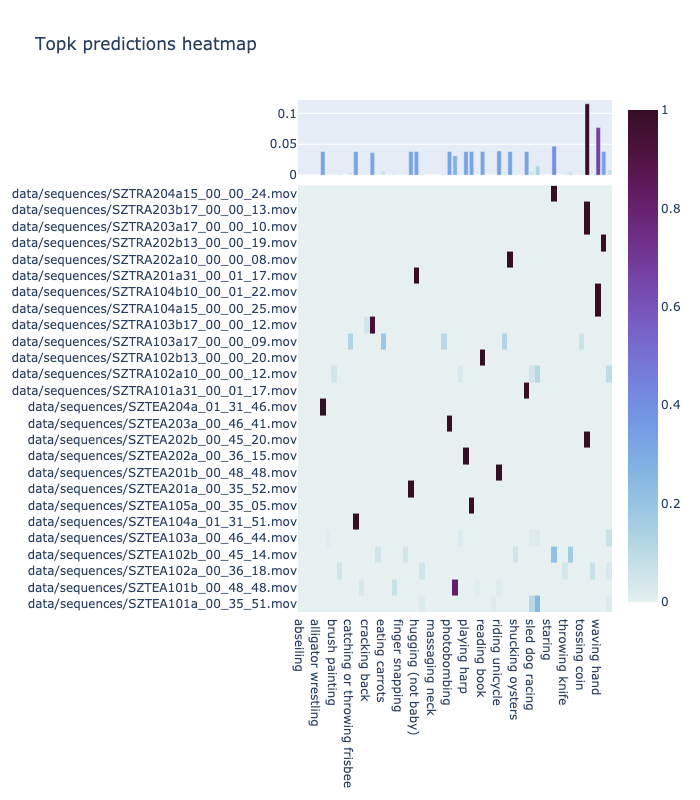 Topk predictions heatmap
0.1
0.05
0
1
0.8
0.6
0.4
0.2
0
data/sequences/SZTRA204a15_00_00_24.mov
data/sequences/SZTRA203b17_00_00_13.mov
data/sequences/SZTRA203a17_00_00_10.mov
data/sequences/SZTRA202b13_00_00_19.mov
data/sequences/SZTRA202a10_00_00_08.mov
data/sequences/SZTRA201a31_00_01_17.mov
data/sequences/SZTRA104b10_00_01_22.mov
data/sequences/SZTRA104a15_00_00_25.mov
data/sequences/SZTRA103b17_00_00_12.mov
data/sequences/SZTRA103a17_00_00_09.mov
data/sequences/SZTRA102b13_00_00_20.mov
data/sequences/SZTRA102a10_00_00_12.mov
data/sequences/SZTRA101a31_00_01_17.mov
data/sequences/SZTEA204a_01_31_46.mov
data/sequences/SZTEA203a_00_46_41.mov
data/sequences/SZTEA202b_00_45_20.mov
data/sequences/SZTEA202a_00_36_15.mov
data/sequences/SZTEA201b_00_48_48.mov
data/sequences/SZTEA201a_00_35_52.mov
data/sequences/SZTEA105a_00_35_05.mov
data/sequences/SZTEA104a_01_31_51.mov
data/sequences/SZTEA103a_00_46_44.mov
data/sequences/SZTEA102b_00_45_14.mov
data/sequences/SZTEA102a_00_36_18.mov
data/sequences/SZTEA101b_00_48_48.mov
data/sequences/SZTEA101a_00_35_51.mov
abseiling
alligator wrestling
brush painting
catching or throwing frisbee
cracking back
eating carrots
finger snapping
hugging (not baby)
massaging neck
photobombing
playing harp
reading book
riding unicycle
shucking oysters
sled dog racing
staring
throwing knife
tossing coin
waving hand